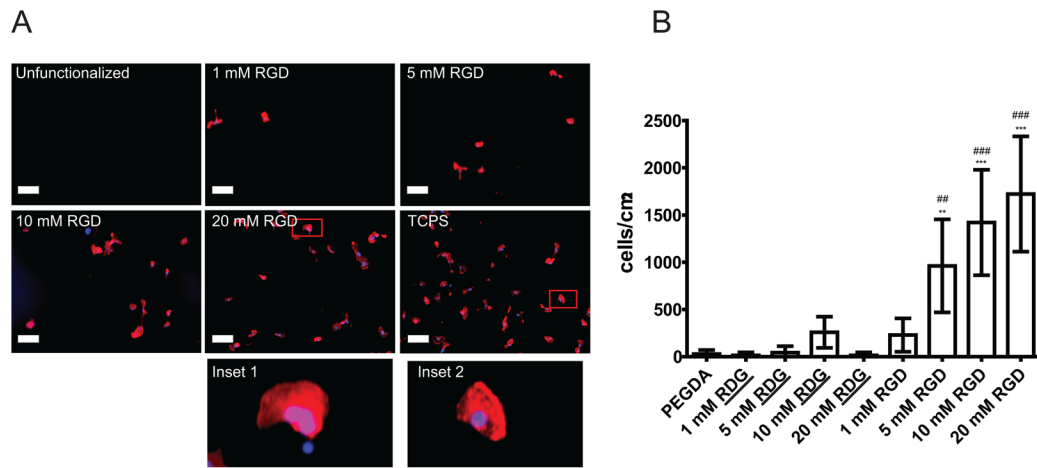 A
B
Unfunctionalized
1 mM RGD
5 mM RGD
10 mM RGD
20 mM RGD
TCPS
Inset 1
Inset 2
cells/cm
2500
2000
1500
1000
500
0
##
**
###
***
###
***
PEGDA
1 mM RDG
5 mM RDG
10 mM RDG
20 mM RDG
1 mM RGD
5 mM RGD
10 mM RGD
20 mM RGD